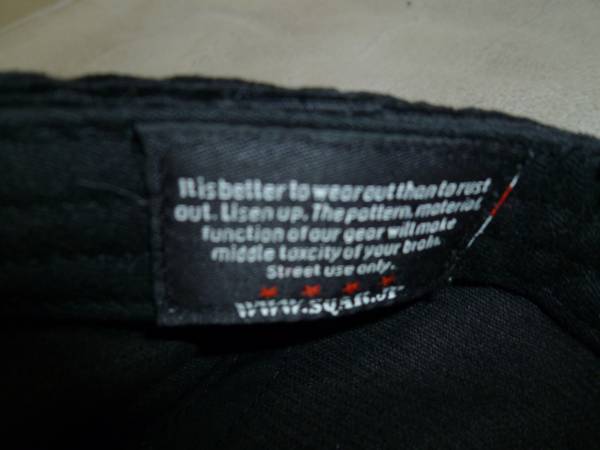 It is better to wear out than to rust
out. Lisen up. The pattern, material,
function of our gear will make
middle toxcity of your brain.
Street use only.